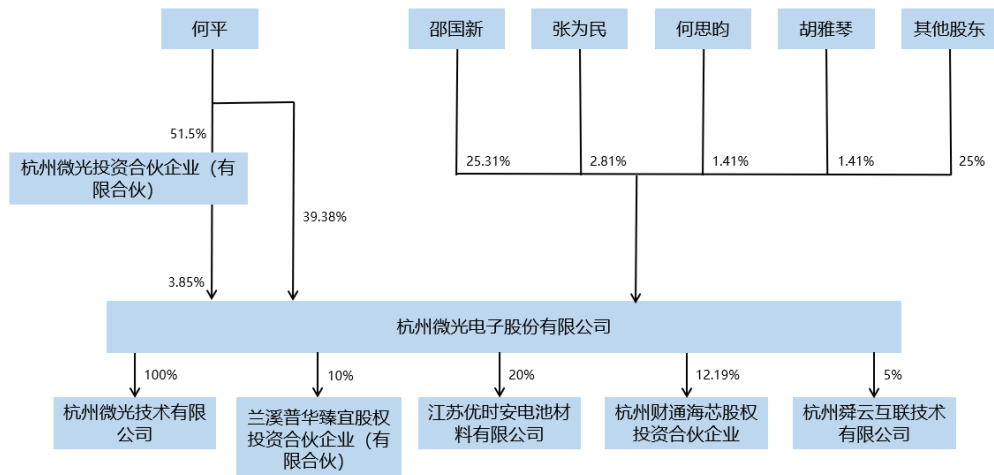 何平
邵国新
张为民
何思昀
胡雅琴
其他股东
51.5%
25.31%
2.81%
1.41%
1.41%
25%
杭州微光投资合伙企业（有
限合伙）
39.38%
3.85%
杭州微光电子股份有限公司
100%
10%
20%
12.19%
5%
杭州微光技术有限
公司
兰溪普华臻宜股权
投资合伙企业（有
限合伙）
江苏优时安电池材
料有限公司
杭州财通海芯股权
投资合伙企业
杭州舜云互联技术
有限公司